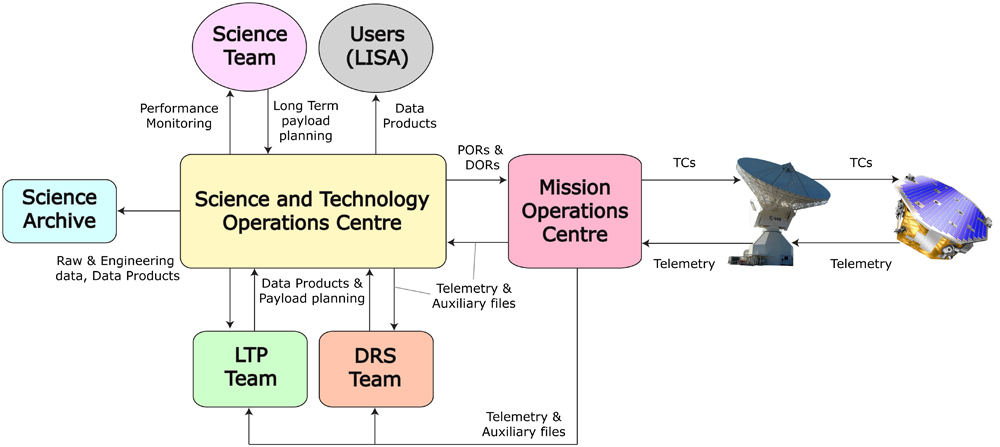 Science
Team
Users
(LISA)
Performance
Monitoring
Long Term
payload
planning
Data
Products
PORs &
DORs
TCs
TCs
Science
Archive
Science and Technology
Operations Centre
Mission
Operations
Centre
Raw & Engineering
data, Data Products
Data Products &
Payload planning
Telemetry &
Auxiliary files
Telemetry
Telemetry
LTP
Team
DRS
Team
Telemetry &
Auxiliary files